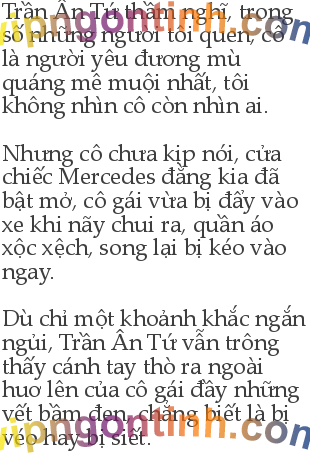 Trần Ân Tứ thầm nghĩ, trong
số những người tôi quen, cô
là người yêu đương mù
quáng mê muội nhất, tôi
không nhìn cô còn nhìn ai.
Nhưng cô chưa kịp nói, cửa
chiếc Mercedes đằng kia đã
bật mở, cô gái vừa bị đẩy vào
xe khi nãy chui ra, quần áo
xộc xệch, song lại bị kéo vào
ngay.
Dù chỉ một khoảnh khắc ngắn
ngủi, Trần Ân Tứ vẫn trông
thấy cánh tay thò ra ngoài
huơ lên của cô gái đầy những
vết bầm đen, chẳng biết là bị
véo hay bị siết.
vipngontinh.com
vipngontinh.com